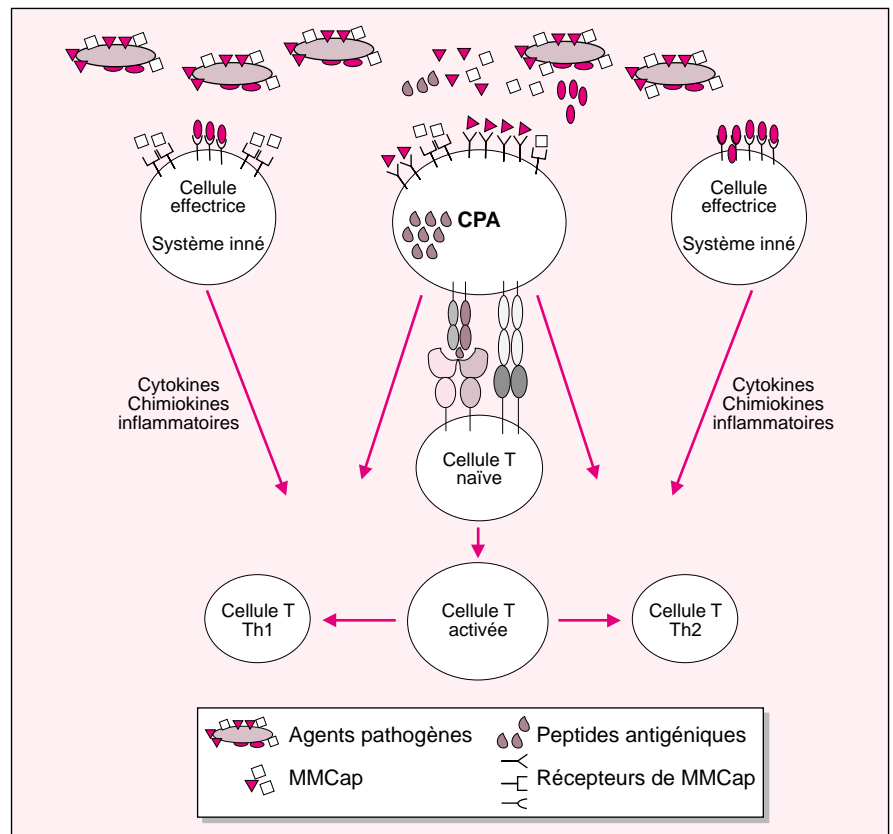 Cellule
effectrice
Système inné
CPA
Cellule
effectrice
Système inné
Cytokines
Chimiokines
inflammatoires
Cytokines
Chimiokines
inflammatoires
Cellule T
naïve
Cellule T
Th1
Cellule T
activée
Cellule T
Th2
Agents pathogènes
Peptides antigéniques
MMCap
Récepteurs de MMCap